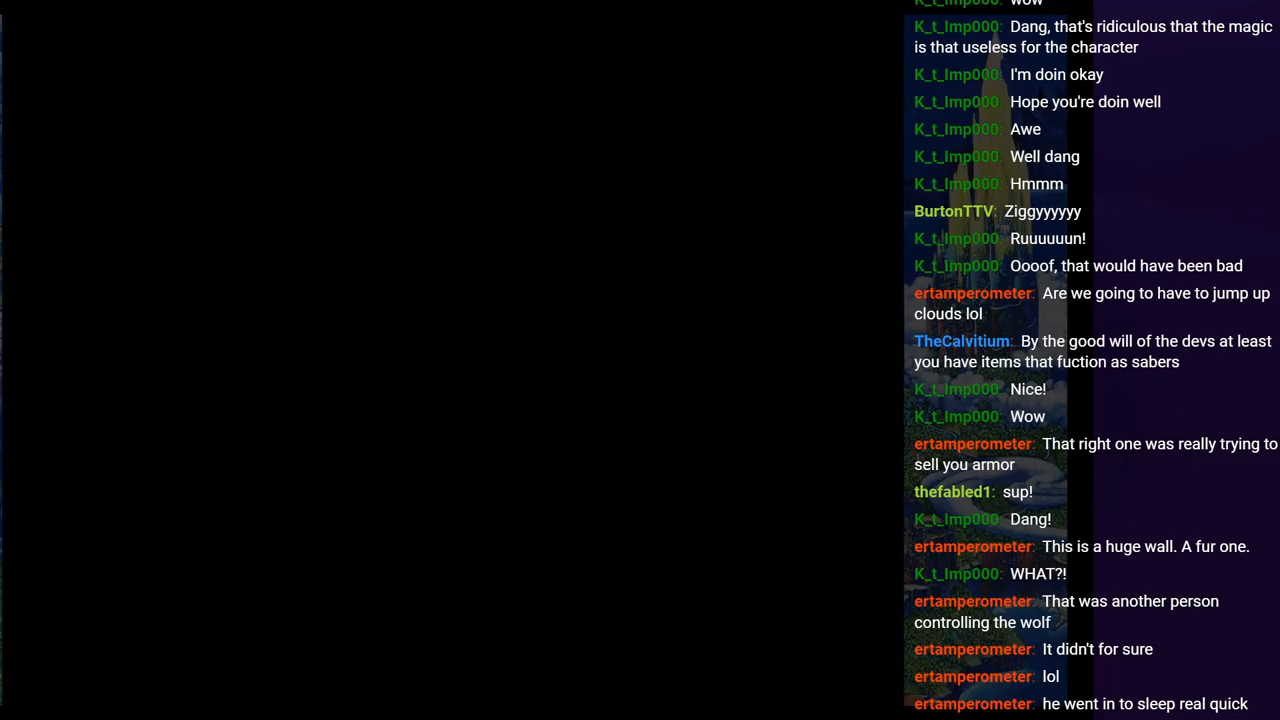 K_t_Imp000: wow
K_t_Imp000: Dang, that's ridiculous that the magic
is that useless for the character
K_t_Imp000: I'm doin okay
K_t_Imp000: Hope you're doin well
K_t_Imp000: Awe
K_t_Imp000: Well dang
K_t_Imp000: Hmmm
BurtonTTV: Ziggyyyyyy
K_t_Imp000: Ruuuuuun!
K_t_Imp000: Oooof, that would have been bad
ertamperometer: Are we going to have to jump up
clouds lol
TheCalvitium: By the good will of the devs at least
you have items that fuction as sabers
K_t_Imp000: Nice!
K_t_Imp000: Wow
ertamperometer: That right one was really trying to
sell you armor
thefabled1: sup!
K_t_Imp000: Dang!
ertamperometer: This is a huge wall. A fur one.
K_t_Imp000: WHAT?!
ertamperometer: That was another person
controlling the wolf
ertamperometer: It didn't for sure
ertamperometer: lol
ertamperometer: he went in to sleep real quick